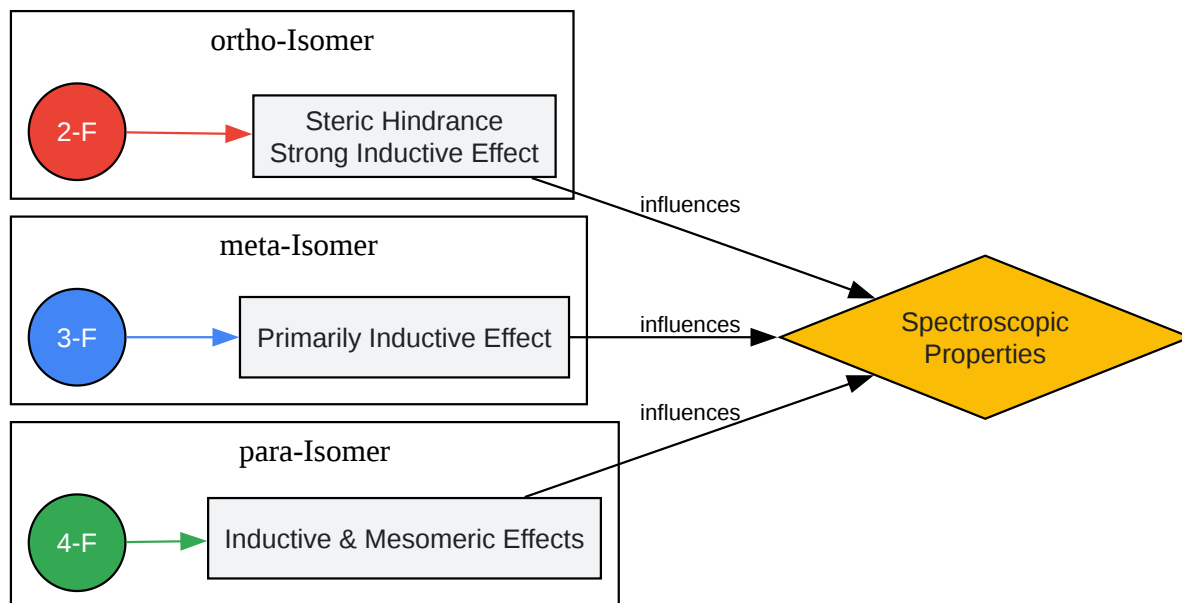 ortho-Isomer
2-F
Steric Hindrance
Strong Inductive Effect
influences
meta-Isomer
3-F
Primarily Inductive Effect
influences
Spectroscopic
Properties
para-Isomer
influences
4-F
Inductive & Mesomeric Effects